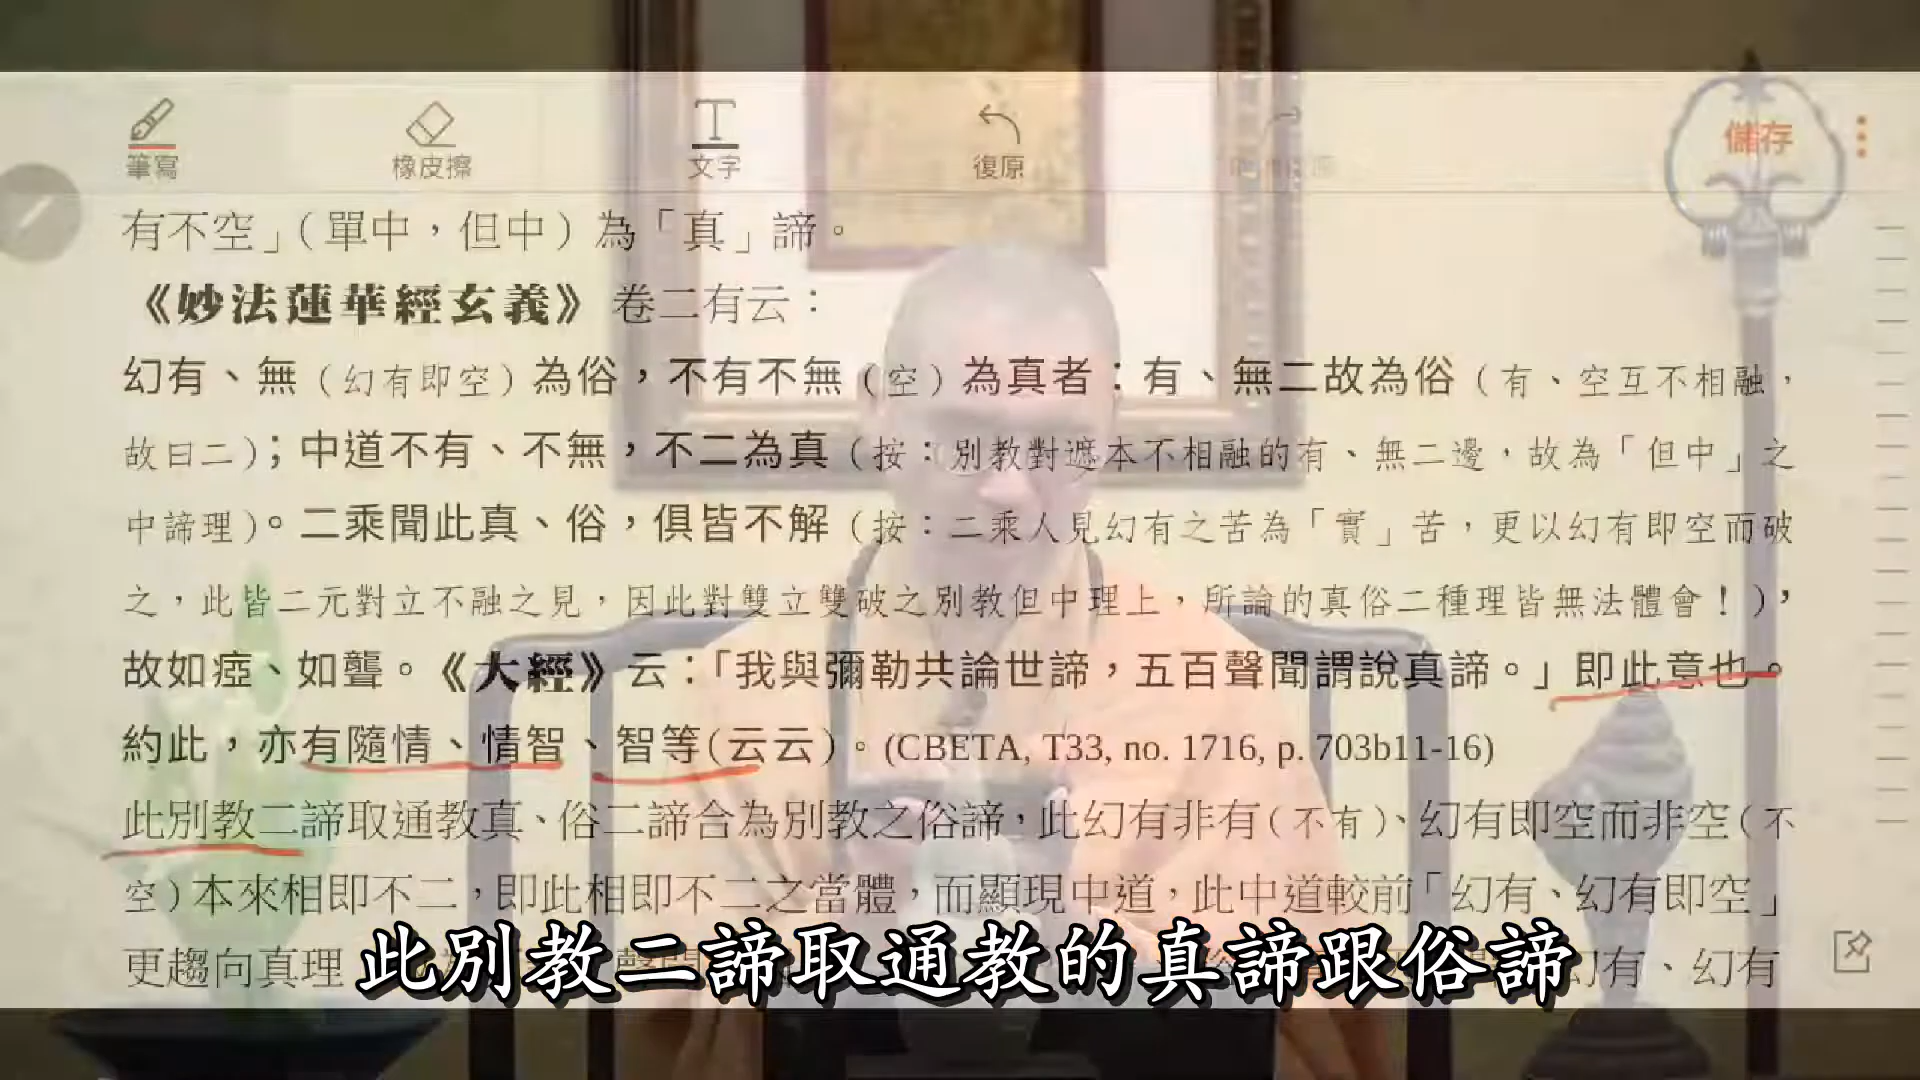 筆寫
橡皮擦
文字
復原
儲存
有不空」(單中，但中)為「真」諦。
《妙法蓮華經玄義》卷二有云：
幻有、無(幻有即空)為俗，不有不無(空)為真者：有、無二故為俗(有、空互不相融，
故曰二)；中道不有、不無，不二為真(按：別教對遮本不相融的有、無二邊，故為「但中」之
中諦理)。二乘聞此真、俗，俱皆不解(按：二乘人見幻有之苦為「實」苦，更以幻有即空而破
之，此皆二元對立不融之見，因此對雙立雙破之別教但中理上，所論的真俗二種理皆無法體會！)，
故如瘂、如聾。《大經》云：「我與彌勒共論世諦，五百聲聞謂說真諦。」即此意也。
約此，亦有隨情、情智、智等(云云)。(CBETA, T33, no. 1716, p. 703b11-16)
此別教二諦取通教真、俗二諦合為別教之俗諦，此幻有非有(不有)、幻有即空而非空(不
空)本來相即不二，即此相即不二之當體，而顯現中道，此中道較前「幻有、幻有即空」
更趨向真理
幻有、幻有
此別教二諦取通教的真諦跟俗諦